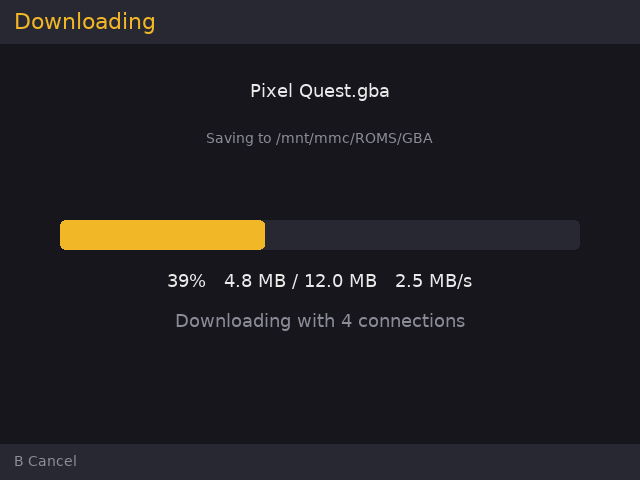 Downloading
Pixel Quest.gba
Saving to /mnt/mmc/ROMS/GBA
39% 4.8 MB / 12.0 MB 2.5 MB/s
Downloading with 4 connections
B Cancel